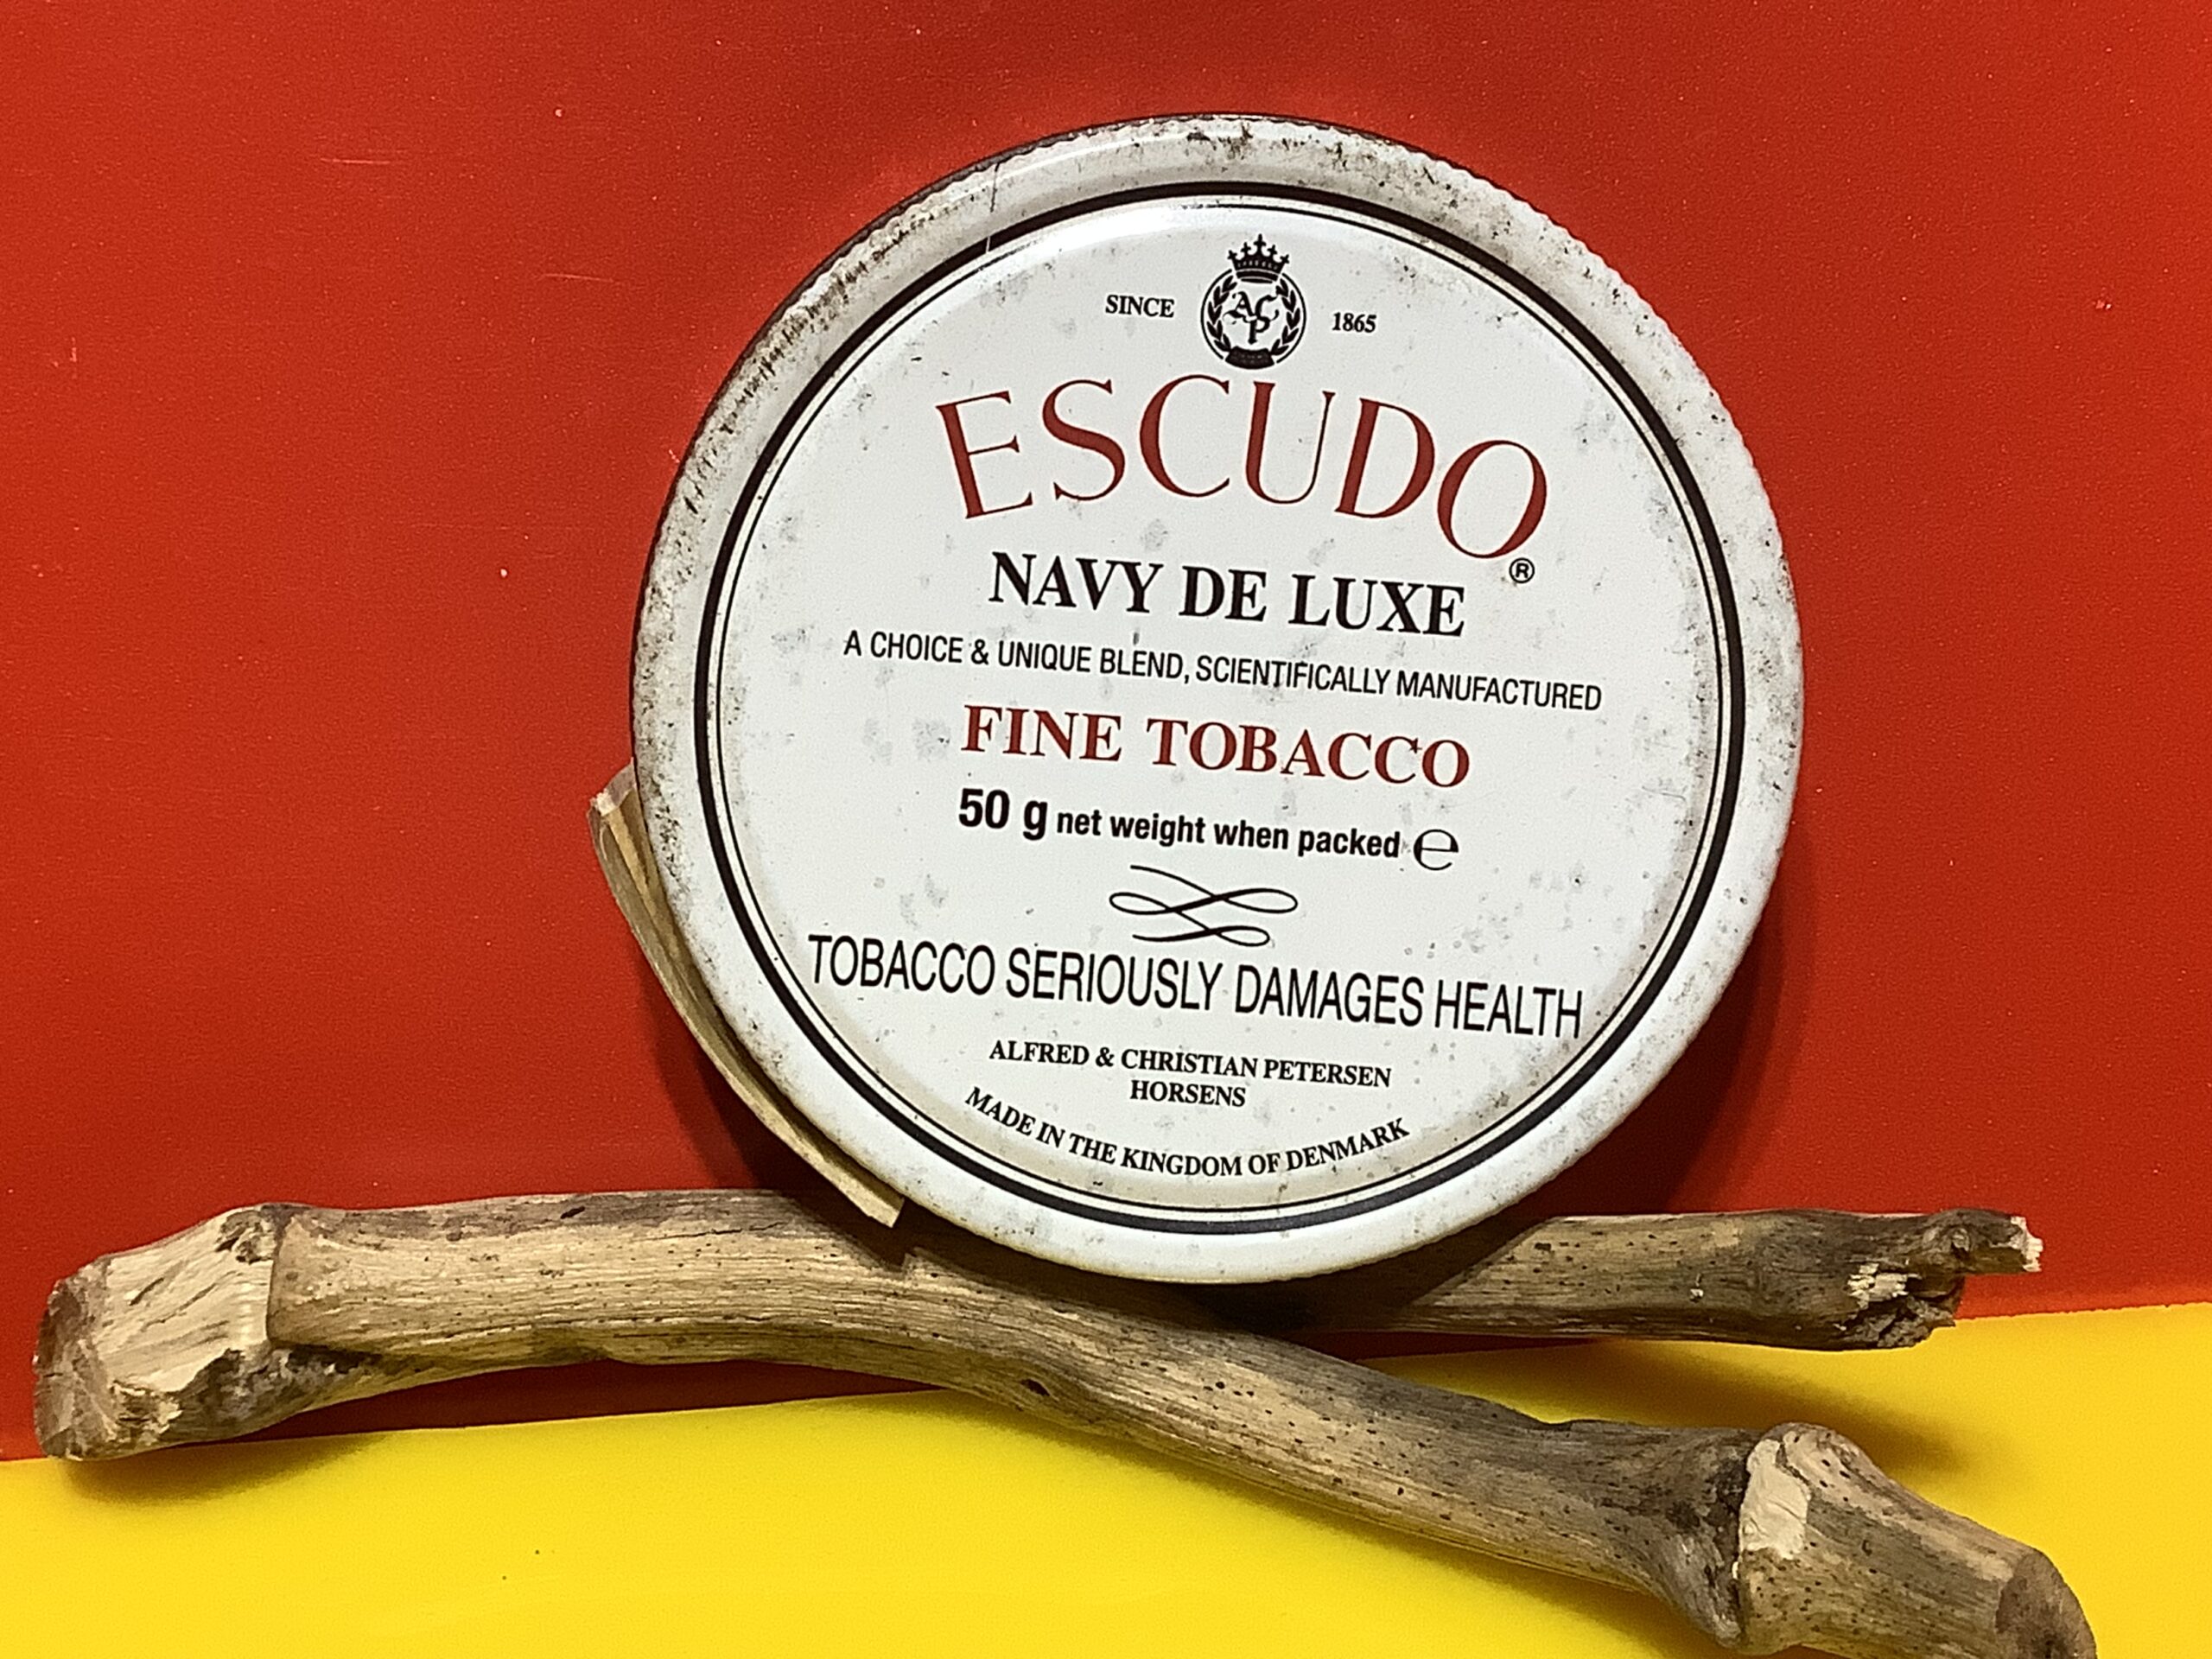 SINCE ACP 1865
ESCUDO®
NAVY DE LUXE
A CHOICE & UNIQUE BLEND, SCIENTIFICALLY MANUFACTURED
FINE TOBACCO
50 g net weight when packed ℮
TOBACCO SERIOUSLY DAMAGES HEALTH
ALFRED & CHRISTIAN PETERSEN
HORSENS
MADE IN THE KINGDOM OF DENMARK